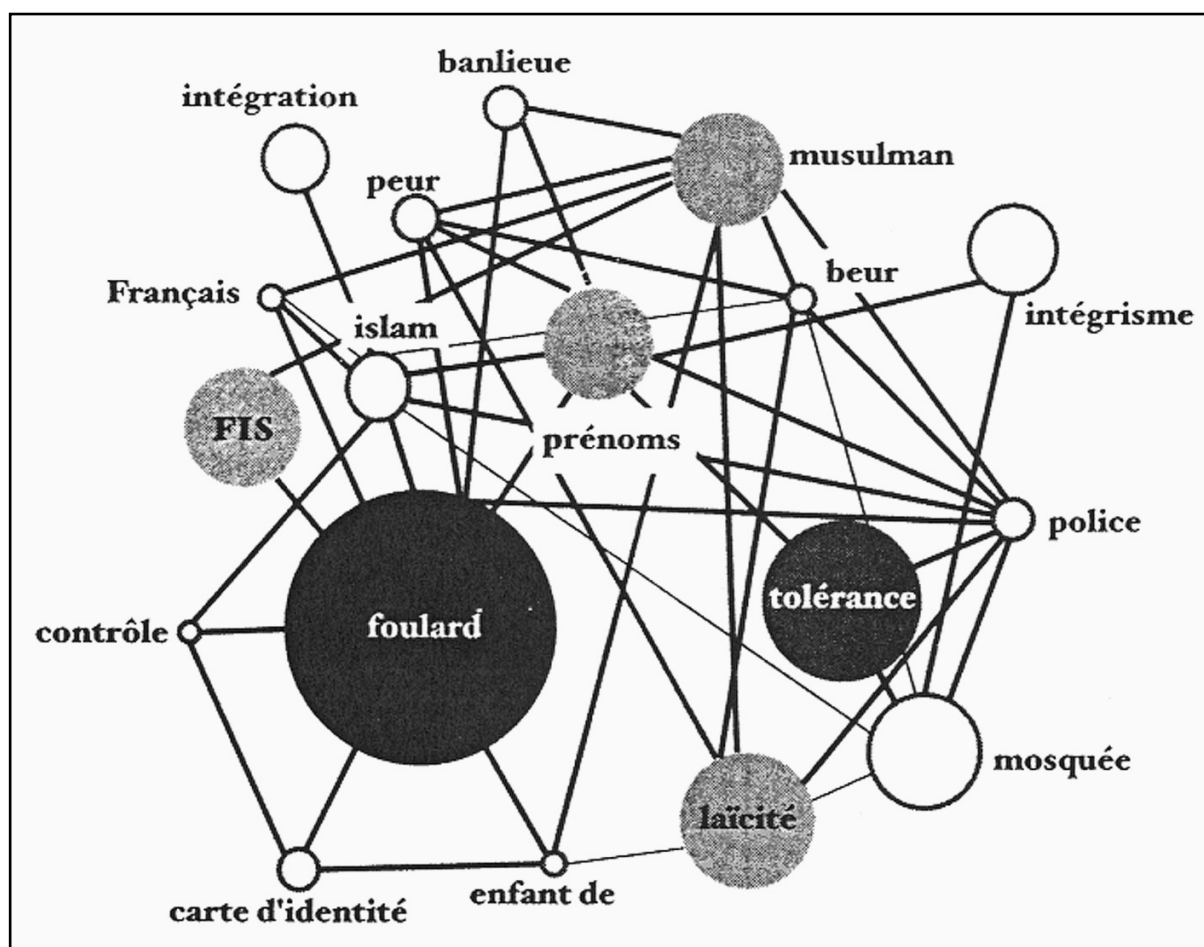 banlieue
intégration
musulman
peur
beur
Français
intégrisme
islam
FIS
prénoms
police
tolérance
foulard
contrôle
mosquée
laïcité
enfant de
carte d'identité